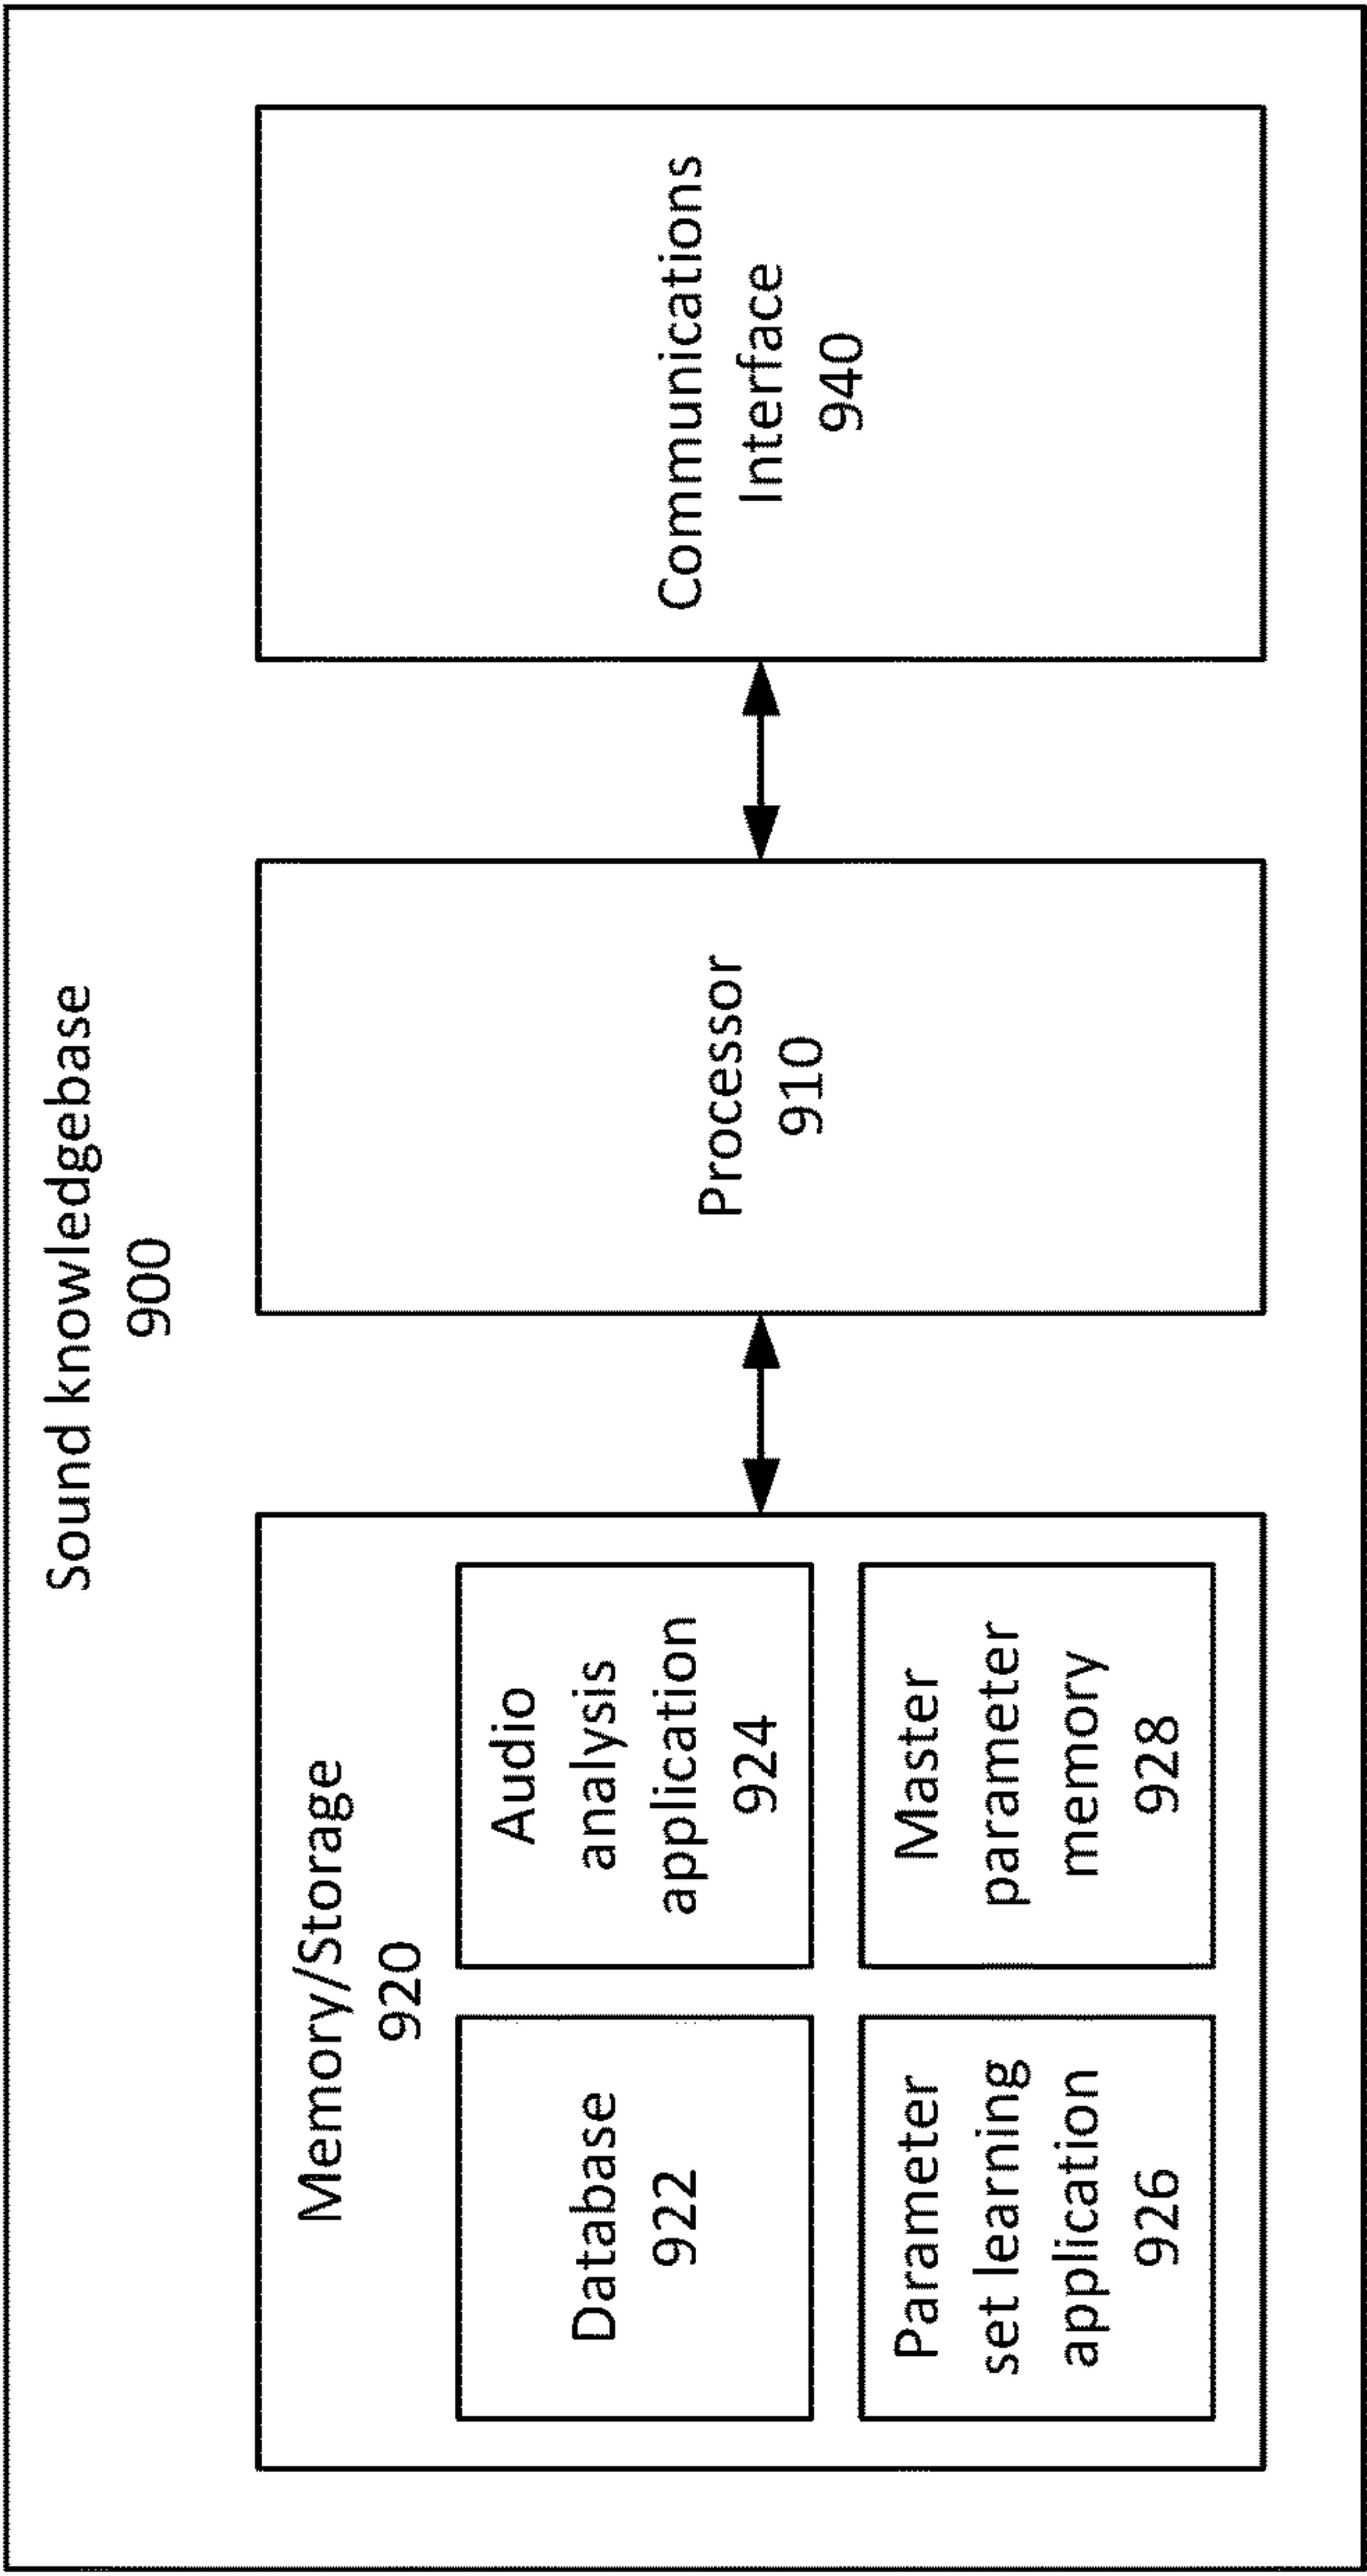 Sound knowledgebase
900
Memory/Storage
920
Database
922
Audio
analysis
application
924
Parameter
set learning
application
926
Master
parameter
memory
928
Processor
910
Communications
Interface
940